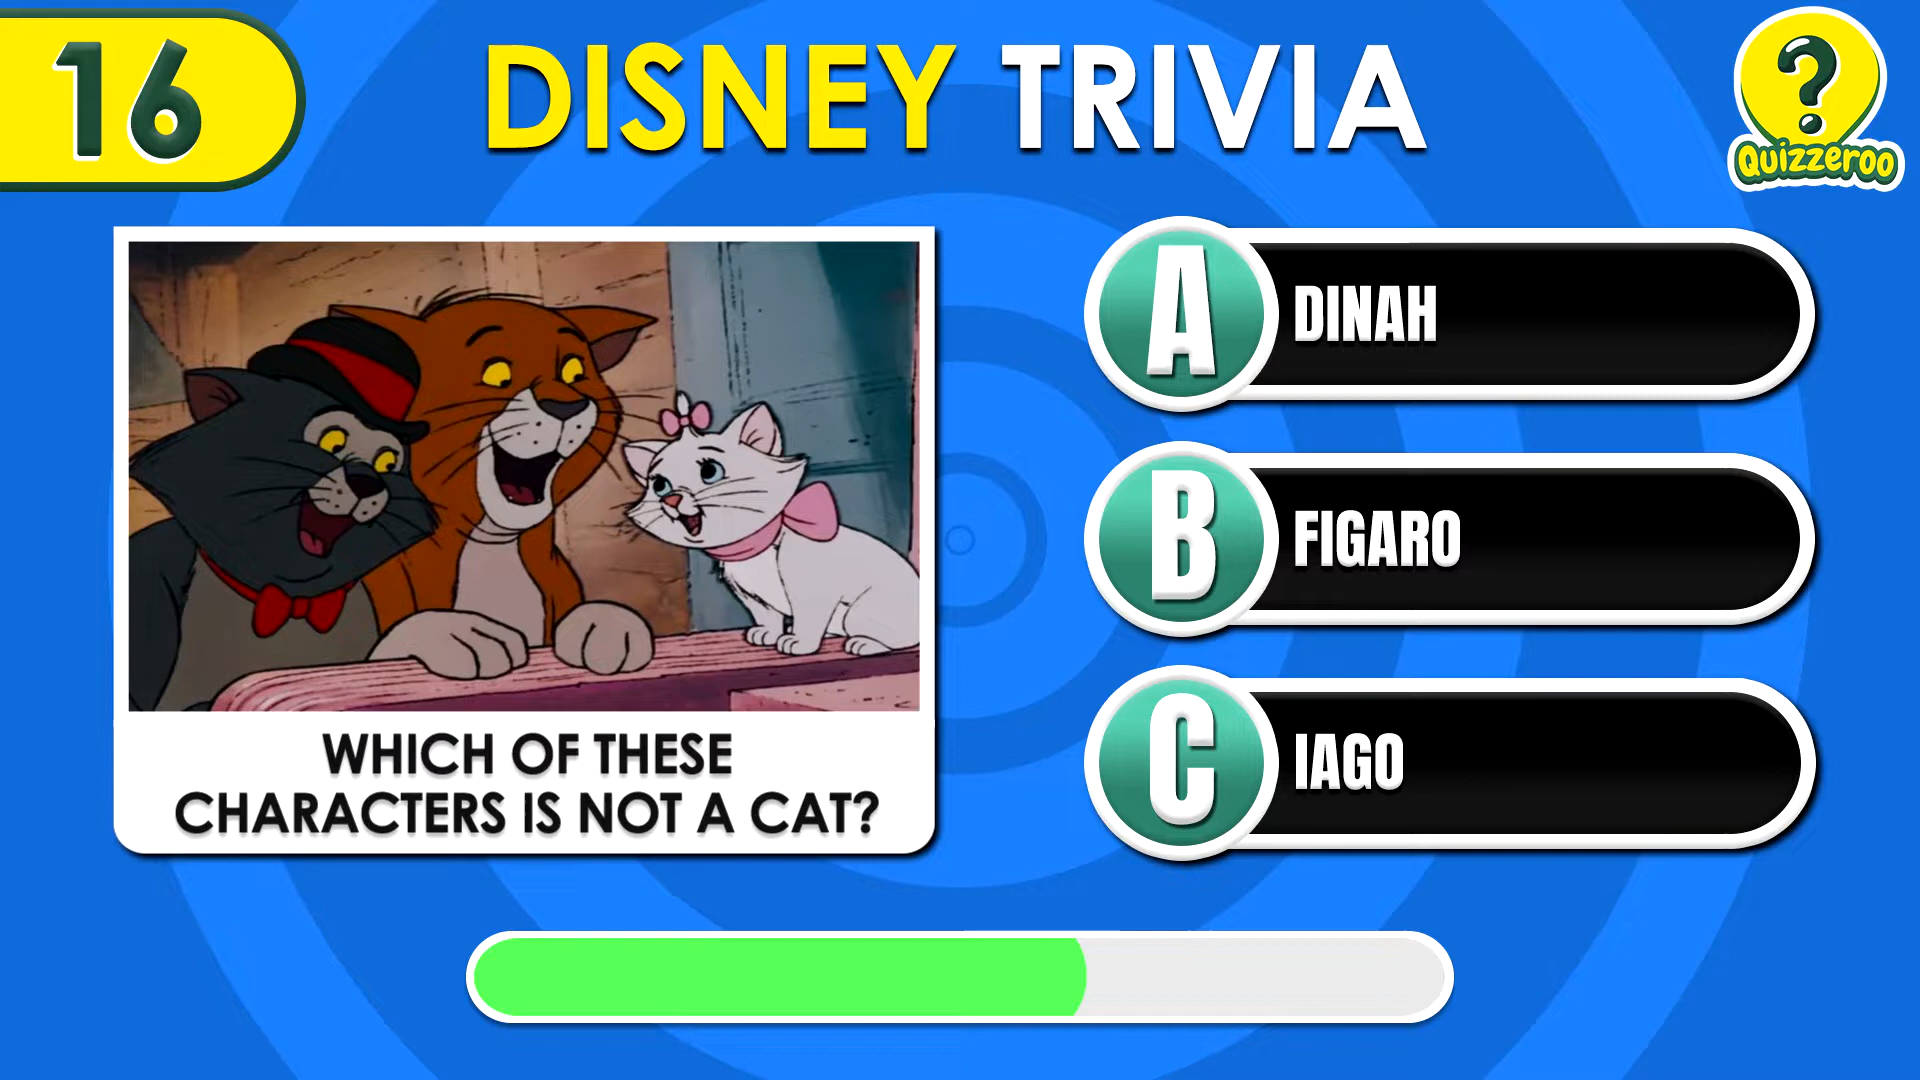 16
DISNEY TRIVIA
?
Quizzeroo
A DINAH
B FIGARO
C IAGO
WHICH OF THESE
CHARACTERS IS NOT A CAT?